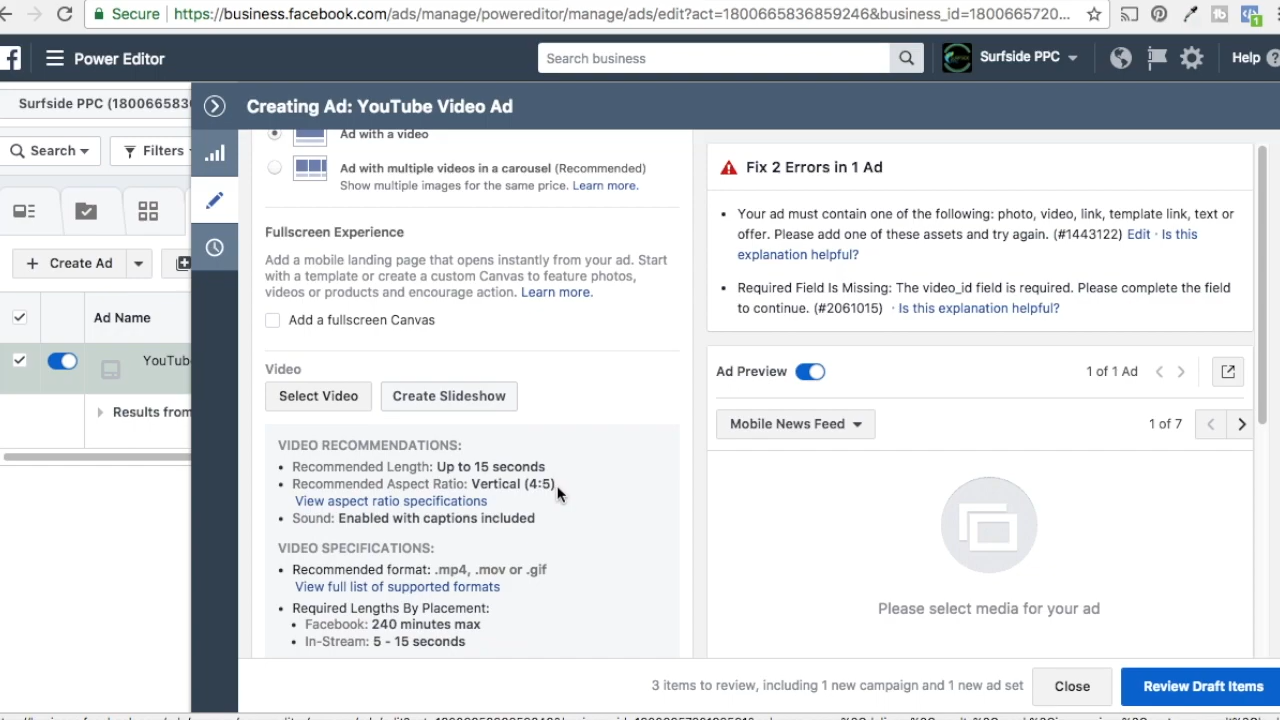 Secure https://business.facebook.com/ads/manage/powereditor/manage/ads/edit?act=1800665836859246&business_id=1800665720...
Power Editor
Search business
Surfside PPC
Help
Surfside PPC (180066583
Creating Ad: YouTube Video Ad
Search
Filters
Create Ad
Ad Name
YouTub
Results from
Ad with a video
Ad with multiple videos in a carousel (Recommended)
Show multiple images for the same price. Learn more.
Fullscreen Experience
Add a mobile landing page that opens instantly from your ad. Start
with a template or create a custom Canvas to feature photos,
videos or products and encourage action. Learn more.
Add a fullscreen Canvas
Video
Select Video
Create Slideshow
VIDEO RECOMMENDATIONS:
• Recommended Length: Up to 15 seconds
• Recommended Aspect Ratio: Vertical (4:5)
View aspect ratio specifications
• Sound: Enabled with captions included
VIDEO SPECIFICATIONS:
• Recommended format: .mp4, .mov or .gif
View full list of supported formats
• Required Lengths By Placement:
• Facebook: 240 minutes max
• In-Stream: 5 - 15 seconds
Fix 2 Errors in 1 Ad
• Your ad must contain one of the following: photo, video, link, template link, text or
offer. Please add one of these assets and try again. (#1443122) Edit · Is this
explanation helpful?
• Required Field Is Missing: The video_id field is required. Please complete the field
to continue. (#2061015) · Is this explanation helpful?
Ad Preview
1 of 1 Ad
Mobile News Feed
1 of 7
Please select media for your ad
3 items to review, including 1 new campaign and 1 new ad set
Close
Review Draft Items